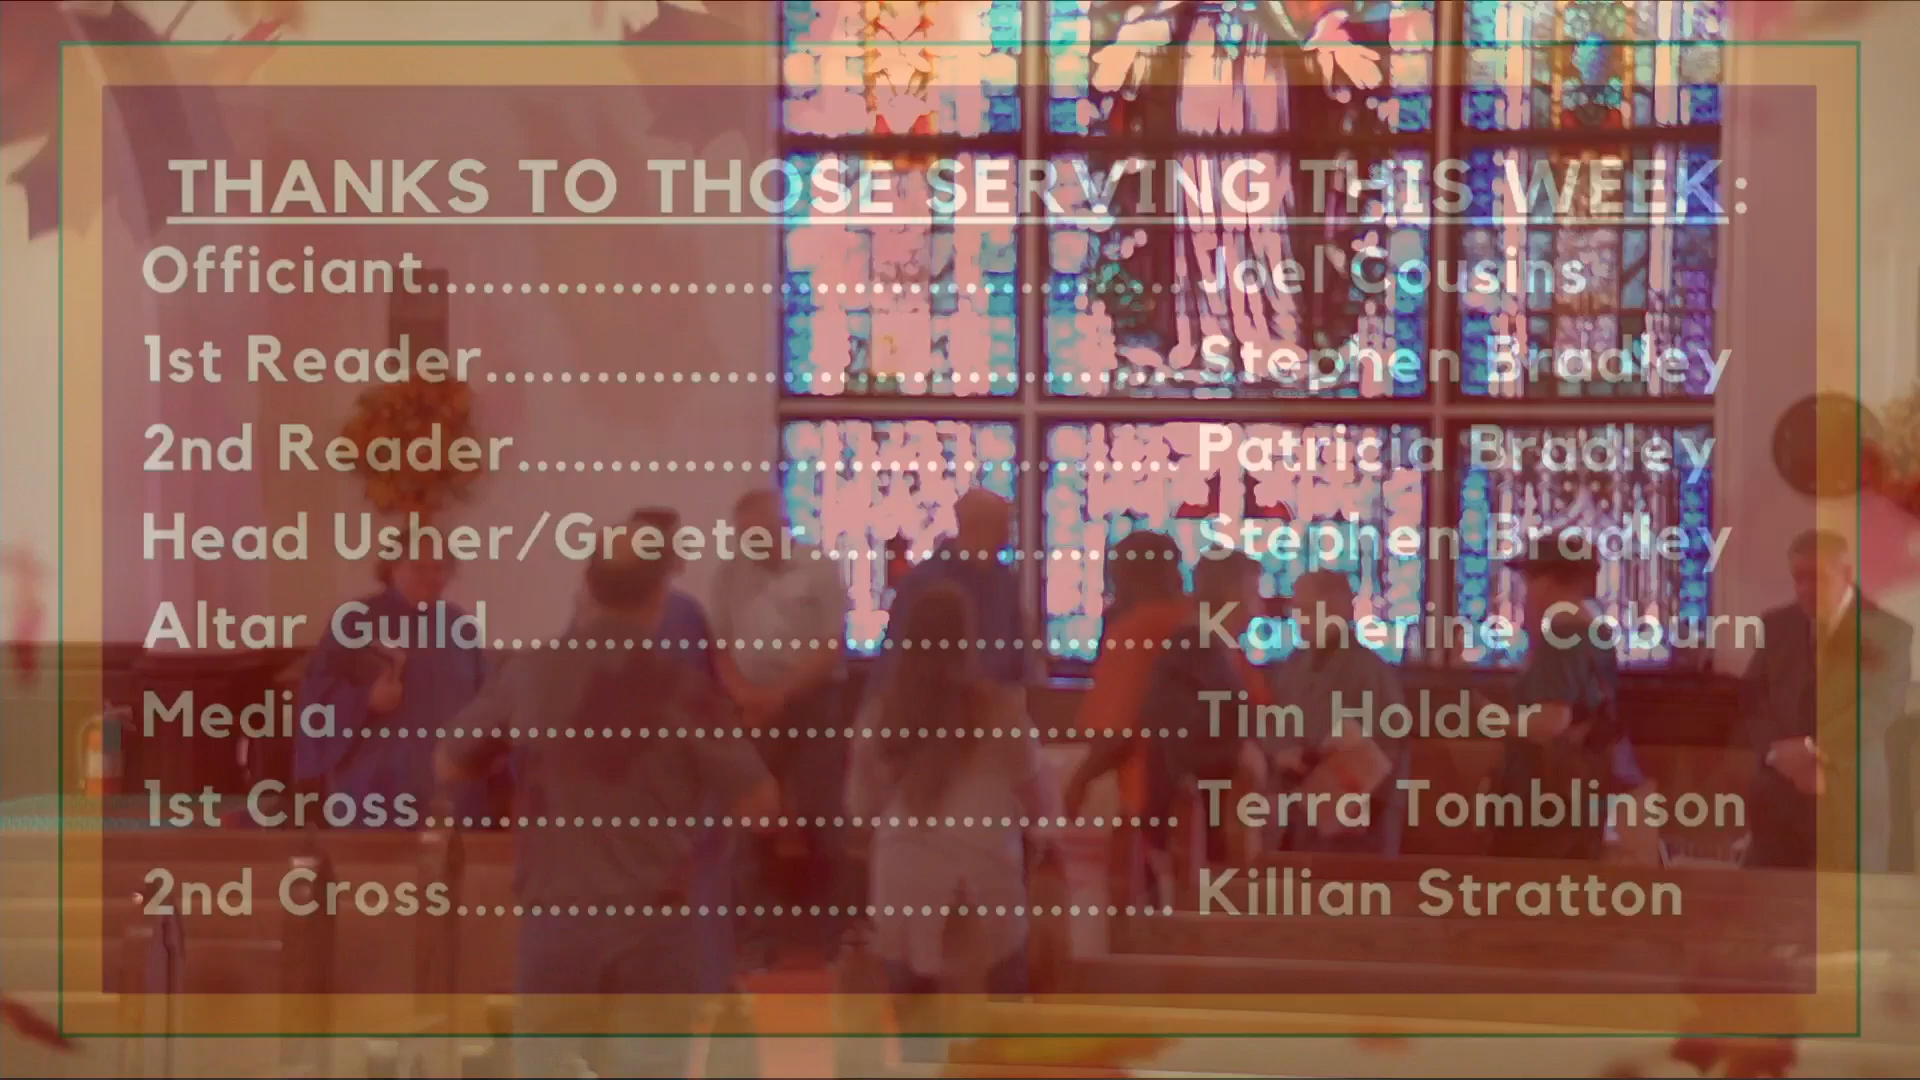 THANKS TO THOSE SERVING THIS WEEK:
Officiant........................................ Joel Cousins
1st Reader..................................... Stephen Bradley
2nd Reader................................... Patricia Bradley
Head Usher/Greeter.................... Stephen Bradley
Altar Guild......................................Katherine Coburn
Media..............................................Tim Holder
1st Cross......................................... Terra Tomblinson
2nd Cross....................................... Killian Stratton